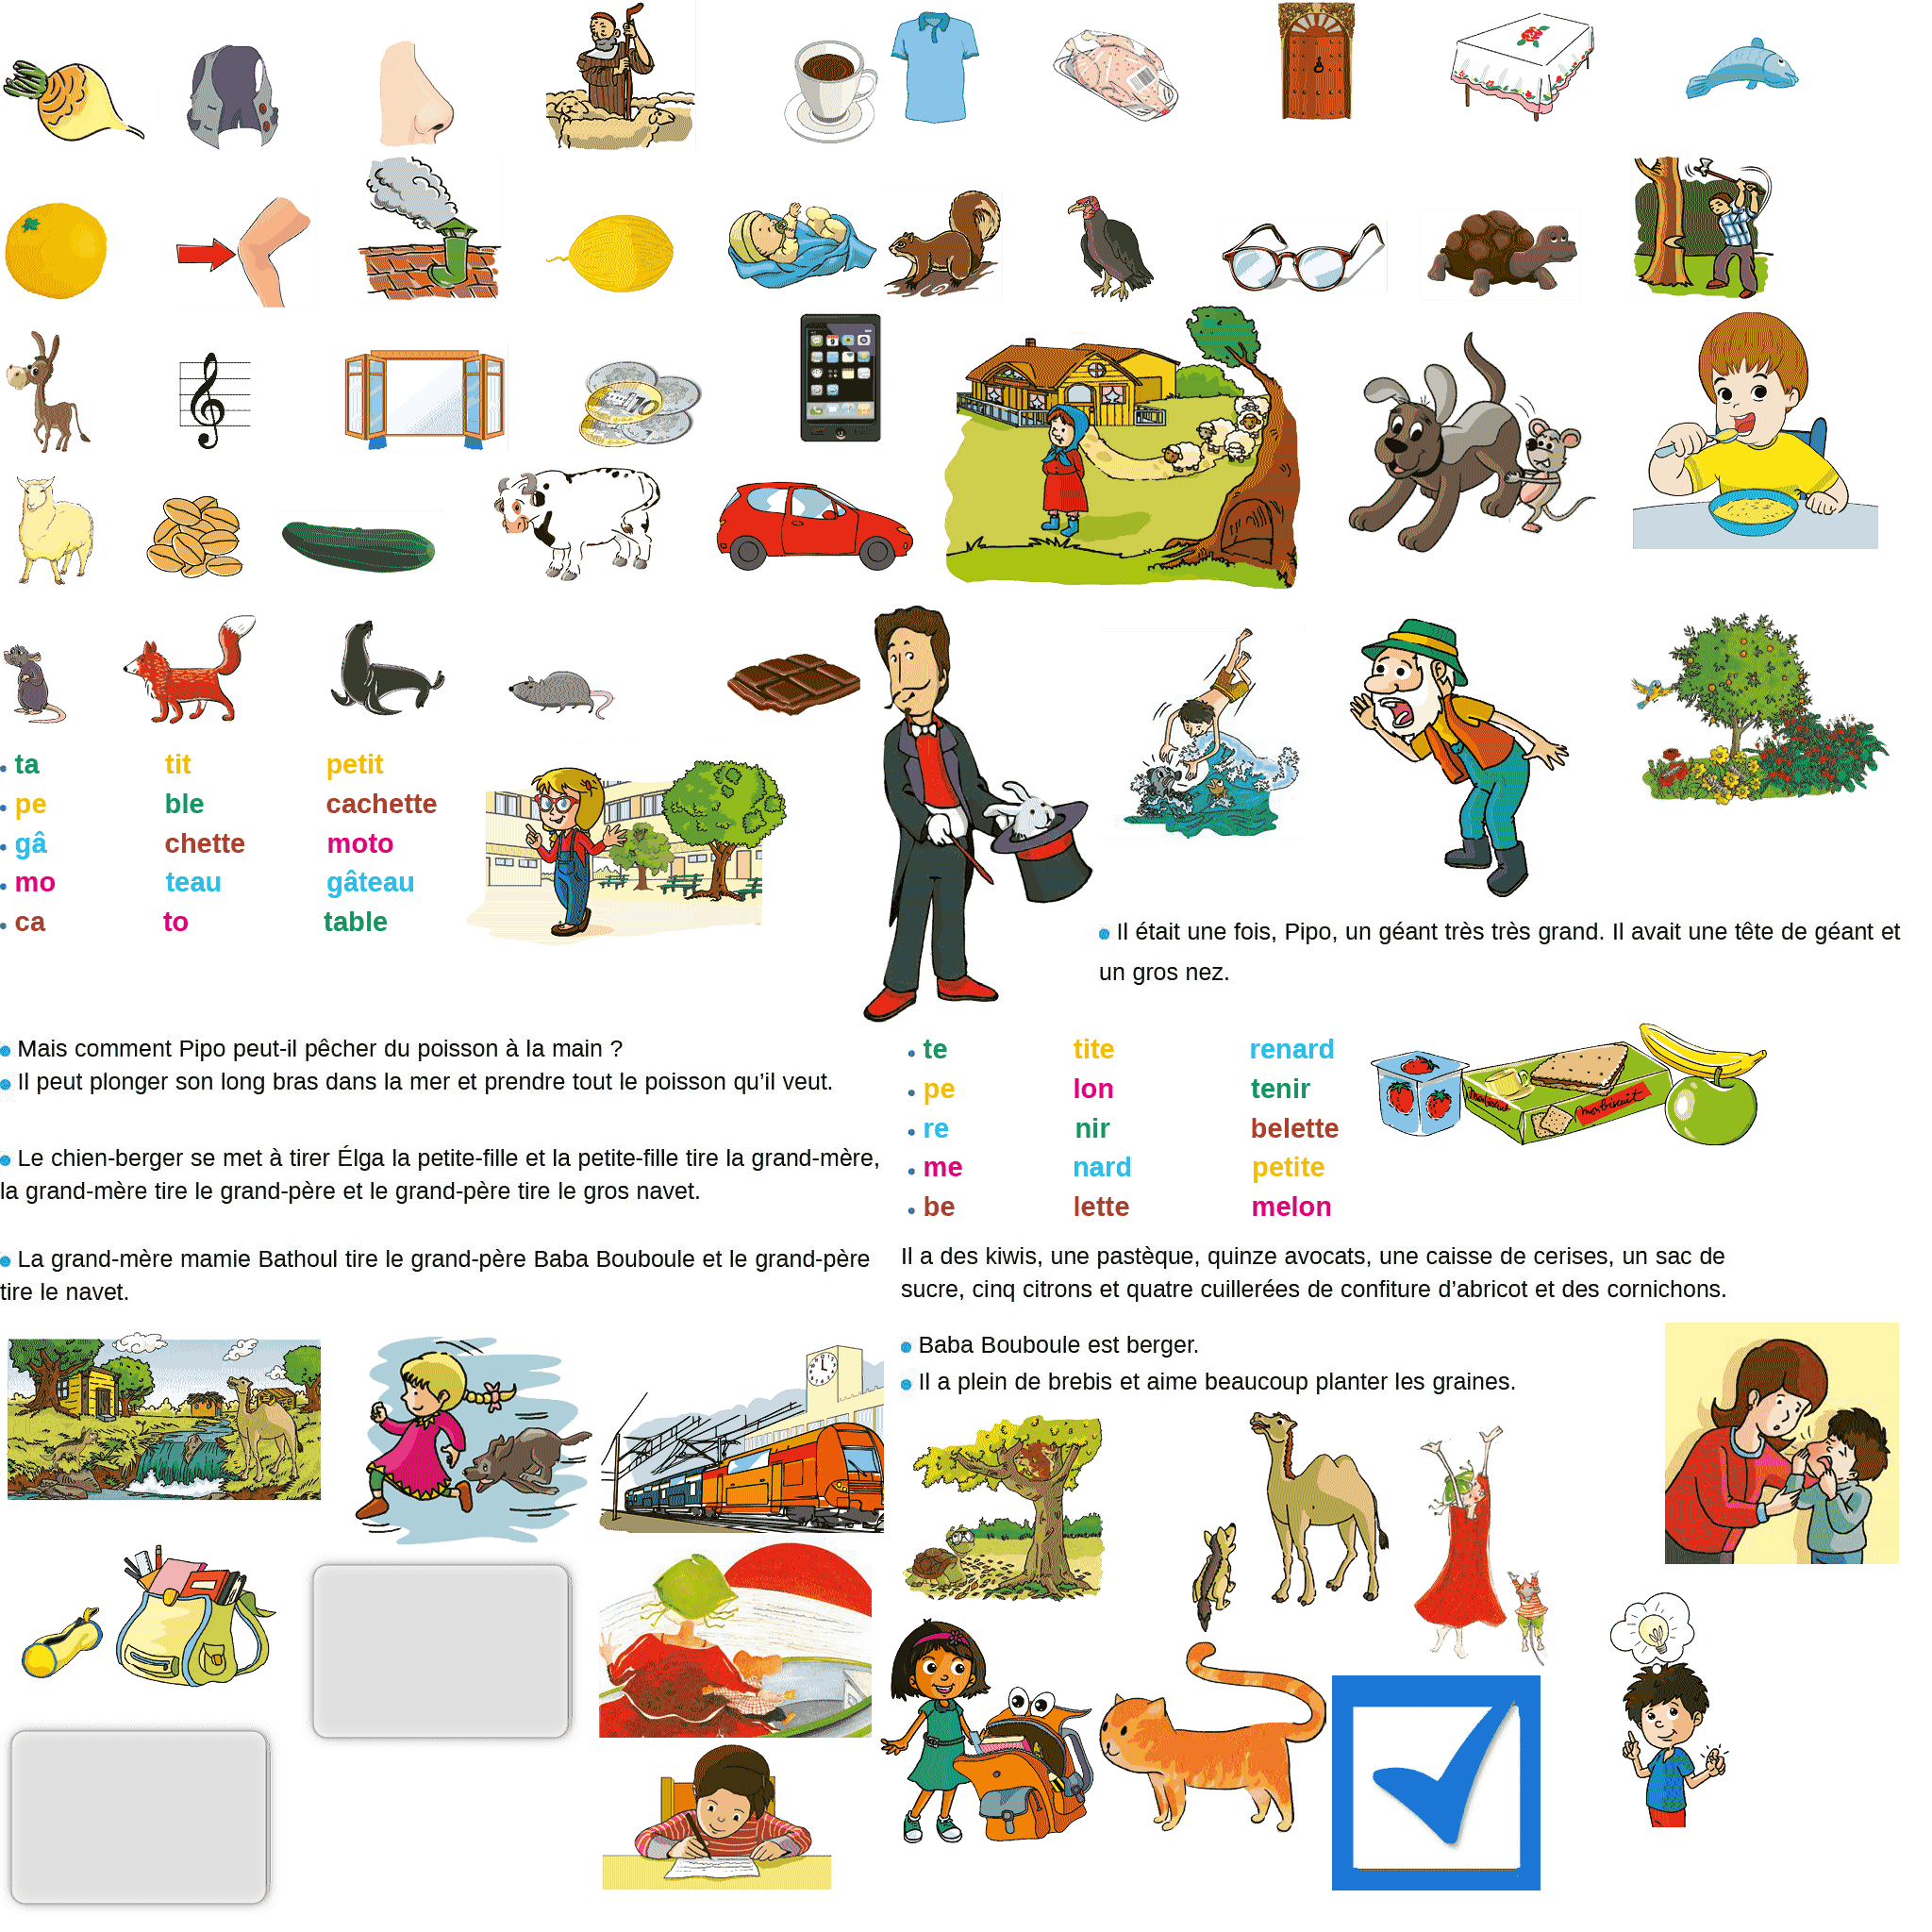 ta tit petit
pe ble cachette
gâ chette moto
mo teau gâteau
ca to table
Il était une fois, Pipo, un géant très très grand. Il avait une tête de géant et
un gros nez.
Mais comment Pipo peut-il pêcher du poisson à la main ?
Il peut plonger son long bras dans la mer et prendre tout le poisson qu’il veut.
Le chien-berger se met à tirer Élga la petite-fille et la petite-fille tire la grand-mère,
la grand-mère tire le grand-père et le grand-père tire le gros navet.
La grand-mère mamie Bathoul tire le grand-père Baba Bouboule et le grand-père
tire le navet.
te tite renard
pe lon tenir
re nir belette
me nard petite
be lette melon
mon biscuit
Il a des kiwis, une pastèque, quinze avocats, une caisse de cerises, un sac de
sucre, cinq citrons et quatre cuillerées de confiture d’abricot et des cornichons.
Baba Bouboule est berger.
Il a plein de brebis et aime beaucoup planter les graines.